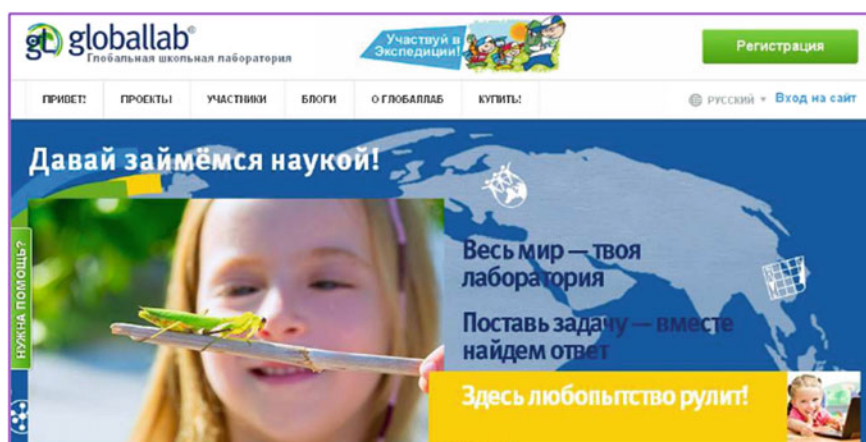 gl globallab®
Глобальная школьная лаборатория
Участвуй в
Экспедиции!
Регистрация
ПРИВЕТ! ПРОЕКТЫ УЧАСТНИКИ БЛОГИ О ГЛОБАЛЛАБ КУПИТЬ! РУССКИЙ Вход на сайт
Давай займёмся наукой!
НУЖНА ПОМОЩЬ?
Весь мир — твоя
лаборатория
Поставь задачу — вместе
найдем ответ
Здесь любопытство рулит!